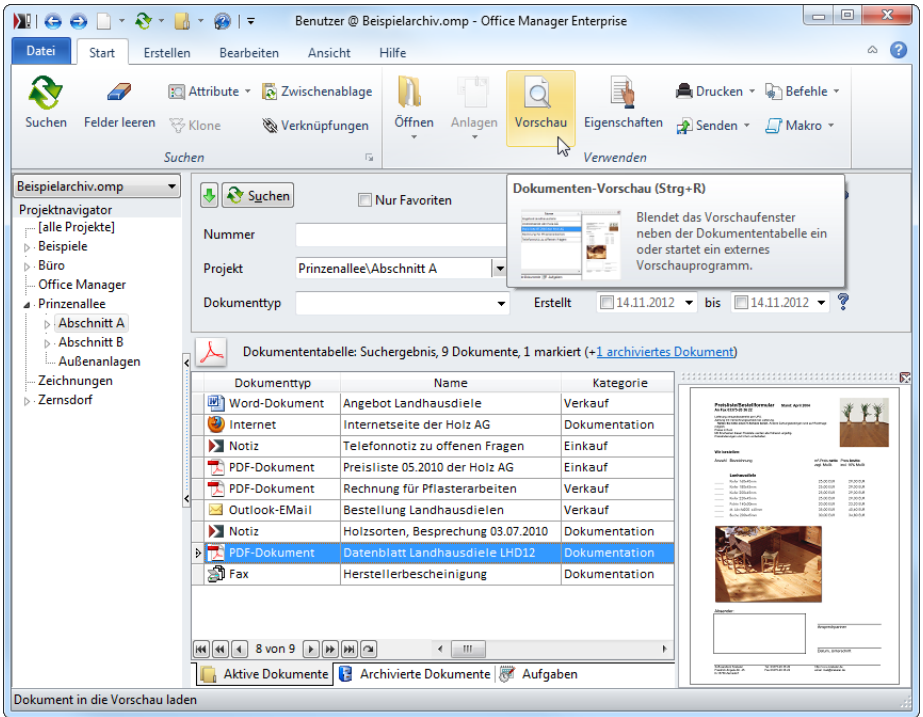 Benutzer @ Beispielarchiv.omp - Office Manager Enterprise
Datei Start Erstellen Bearbeiten Ansicht Hilfe
Attribute Zwischenablage Drucken Befehle
Suchen Felder leeren Klone Verknüpfungen Öffnen Anlagen Vorschau Eigenschaften Senden Makro
Suchen Verwenden
Beispielarchiv.omp
Projektnavigator
[alle Projekte]
Beispiele
Büro
Office Manager
Prinzenallee
Abschnitt A
Abschnitt B
Außenanlagen
Zeichnungen
Zernsdorf
Suchen Nur Favoriten
Nummer
Projekt Prinzenallee\Abschnitt A
Dokumenttyp Erstellt 14.11.2012 bis 14.11.2012
Dokumenten-Vorschau (Strg+R)
Blendet das Vorschaufenster
neben der Dokumententabelle ein
oder startet ein externes
Vorschauprogramm.
Dokumententabelle: Suchergebnis, 9 Dokumente, 1 markiert (+1 archiviertes Dokument)
Dokumenttyp Name Kategorie
Word-Dokument Angebot Landhausdiele Verkauf
Internet Internetseite der Holz AG Dokumentation
Notiz Telefonnotiz zu offenen Fragen Einkauf
PDF-Dokument Preisliste 05.2010 der Holz AG Einkauf
PDF-Dokument Rechnung für Pflasterarbeiten Verkauf
Outlook-EMail Bestellung Landhausdielen Verkauf
Notiz Holzsorten, Besprechung 03.07.2010 Dokumentation
PDF-Dokument Datenblatt Landhausdiele LHD12 Dokumentation
Fax Herstellerbescheinigung Dokumentation
8 von 9
Aktive Dokumente Archivierte Dokumente Aufgaben
Preisliste/Bestellformular
Landhausdiele
Absender:
Dokument in die Vorschau laden